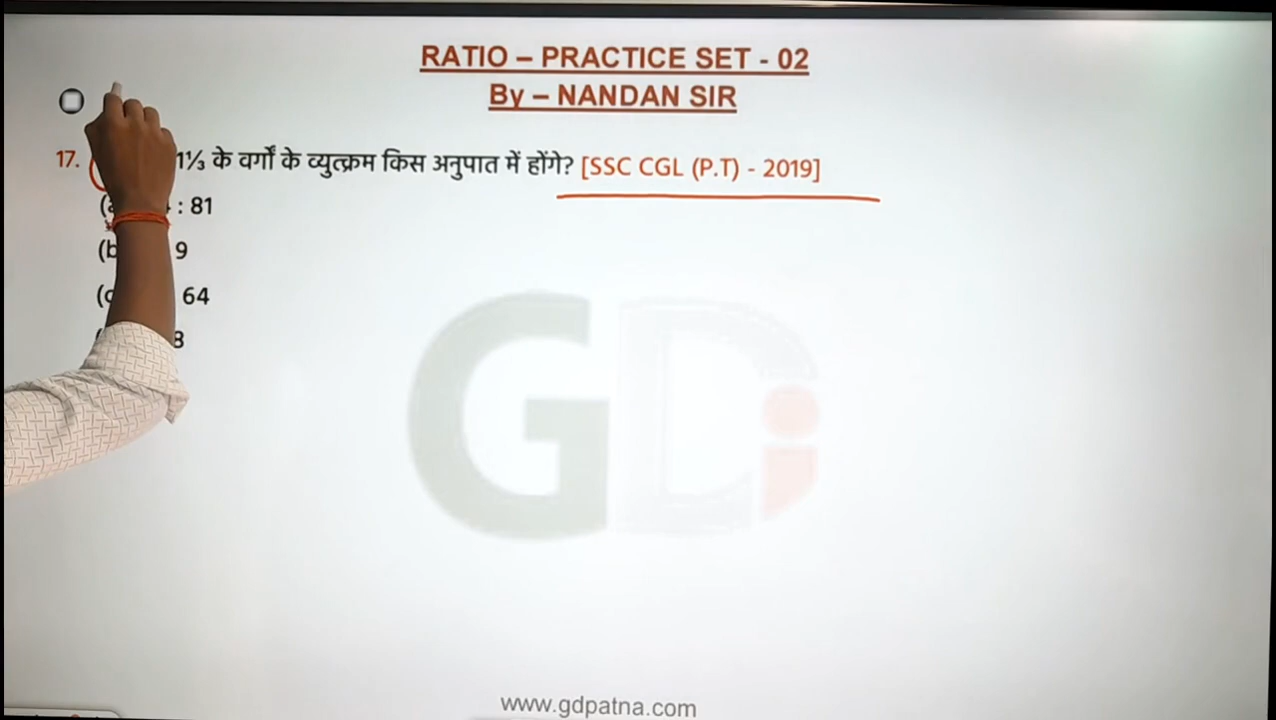 RATIO – PRACTICE SET - 02
By – NANDAN SIR
17. 1⅓ के वर्गों के व्युत्क्रम किस अनुपात में होंगे? [SSC CGL (P.T) - 2019]
: 81
(b 9
64
GDi
www.gdpatna.com